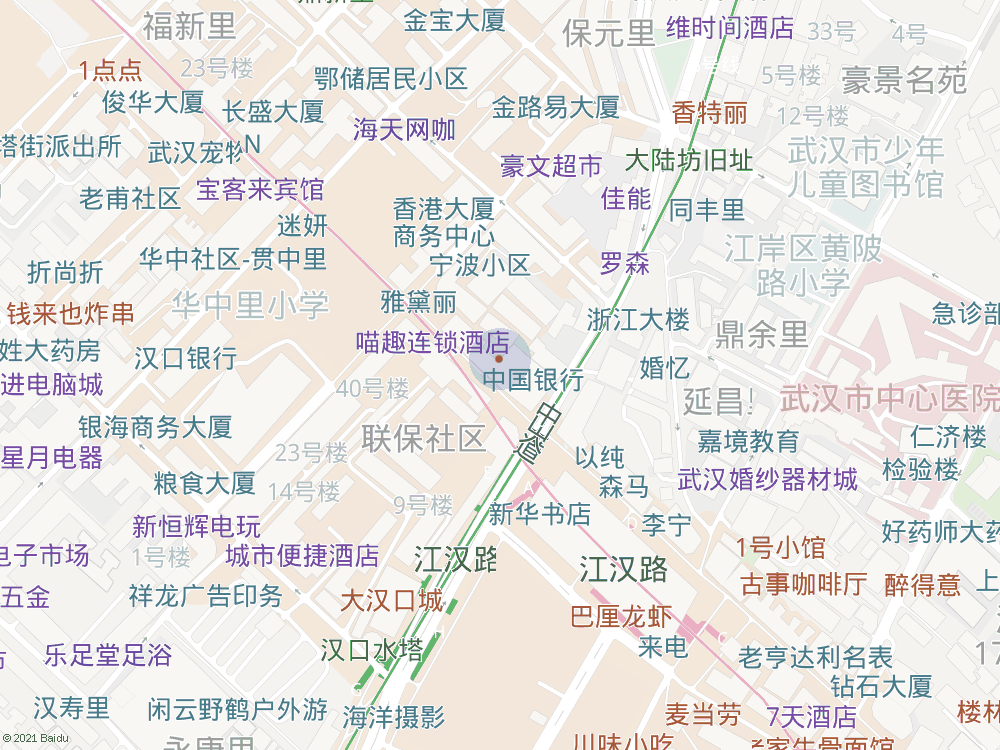 福新里
金宝大厦
保元里
维时间酒店
33号
4号
1点点
23号楼
鄂储居民小区
5号楼
豪景名苑
俊华大厦
长盛大厦
金路易大厦
香特丽
12号楼
塔街派出所
武汉宠物
N
海天网咖
豪文超市
大陆坊旧址
武汉市少年
儿童图书馆
老甫社区
宝客来宾馆
迷妍
香港大厦
商务中心
佳能
同丰里
折尚折
华中社区-贯中里
宁波小区
罗森
江岸区黄陂
路小学
钱来也炸串
华中里小学
雅黛丽
浙江大楼
鼎余里
急诊部
姓大药房
汉口银行
喵趣连锁酒店
婚忆
进电脑城
40号楼
中国银行
延昌!
武汉市中心医院
银海商务大厦
联保社区
中山道
嘉境教育
仁济楼
星月电器
23号楼
以纯
检验楼
粮食大厦
14号楼
9号楼
森马
武汉婚纱器材城
新恒辉电玩
新华书店
李宁
好药师大药
电子市场
1号楼
城市便捷酒店
江汉路
江汉路
1号小馆
五金
祥龙广告印务
大汉口城
巴厘龙虾
古事咖啡厅
醉得意
上
乐足堂足浴
汉口水塔
来电
老亨达利名表
17
钻石大厦
汉寿里
闲云野鹤户外游
海洋摄影
麦当劳
7天酒店
楼林
永康里
川味小吃
家牛骨面馆
© 2021 Baidu